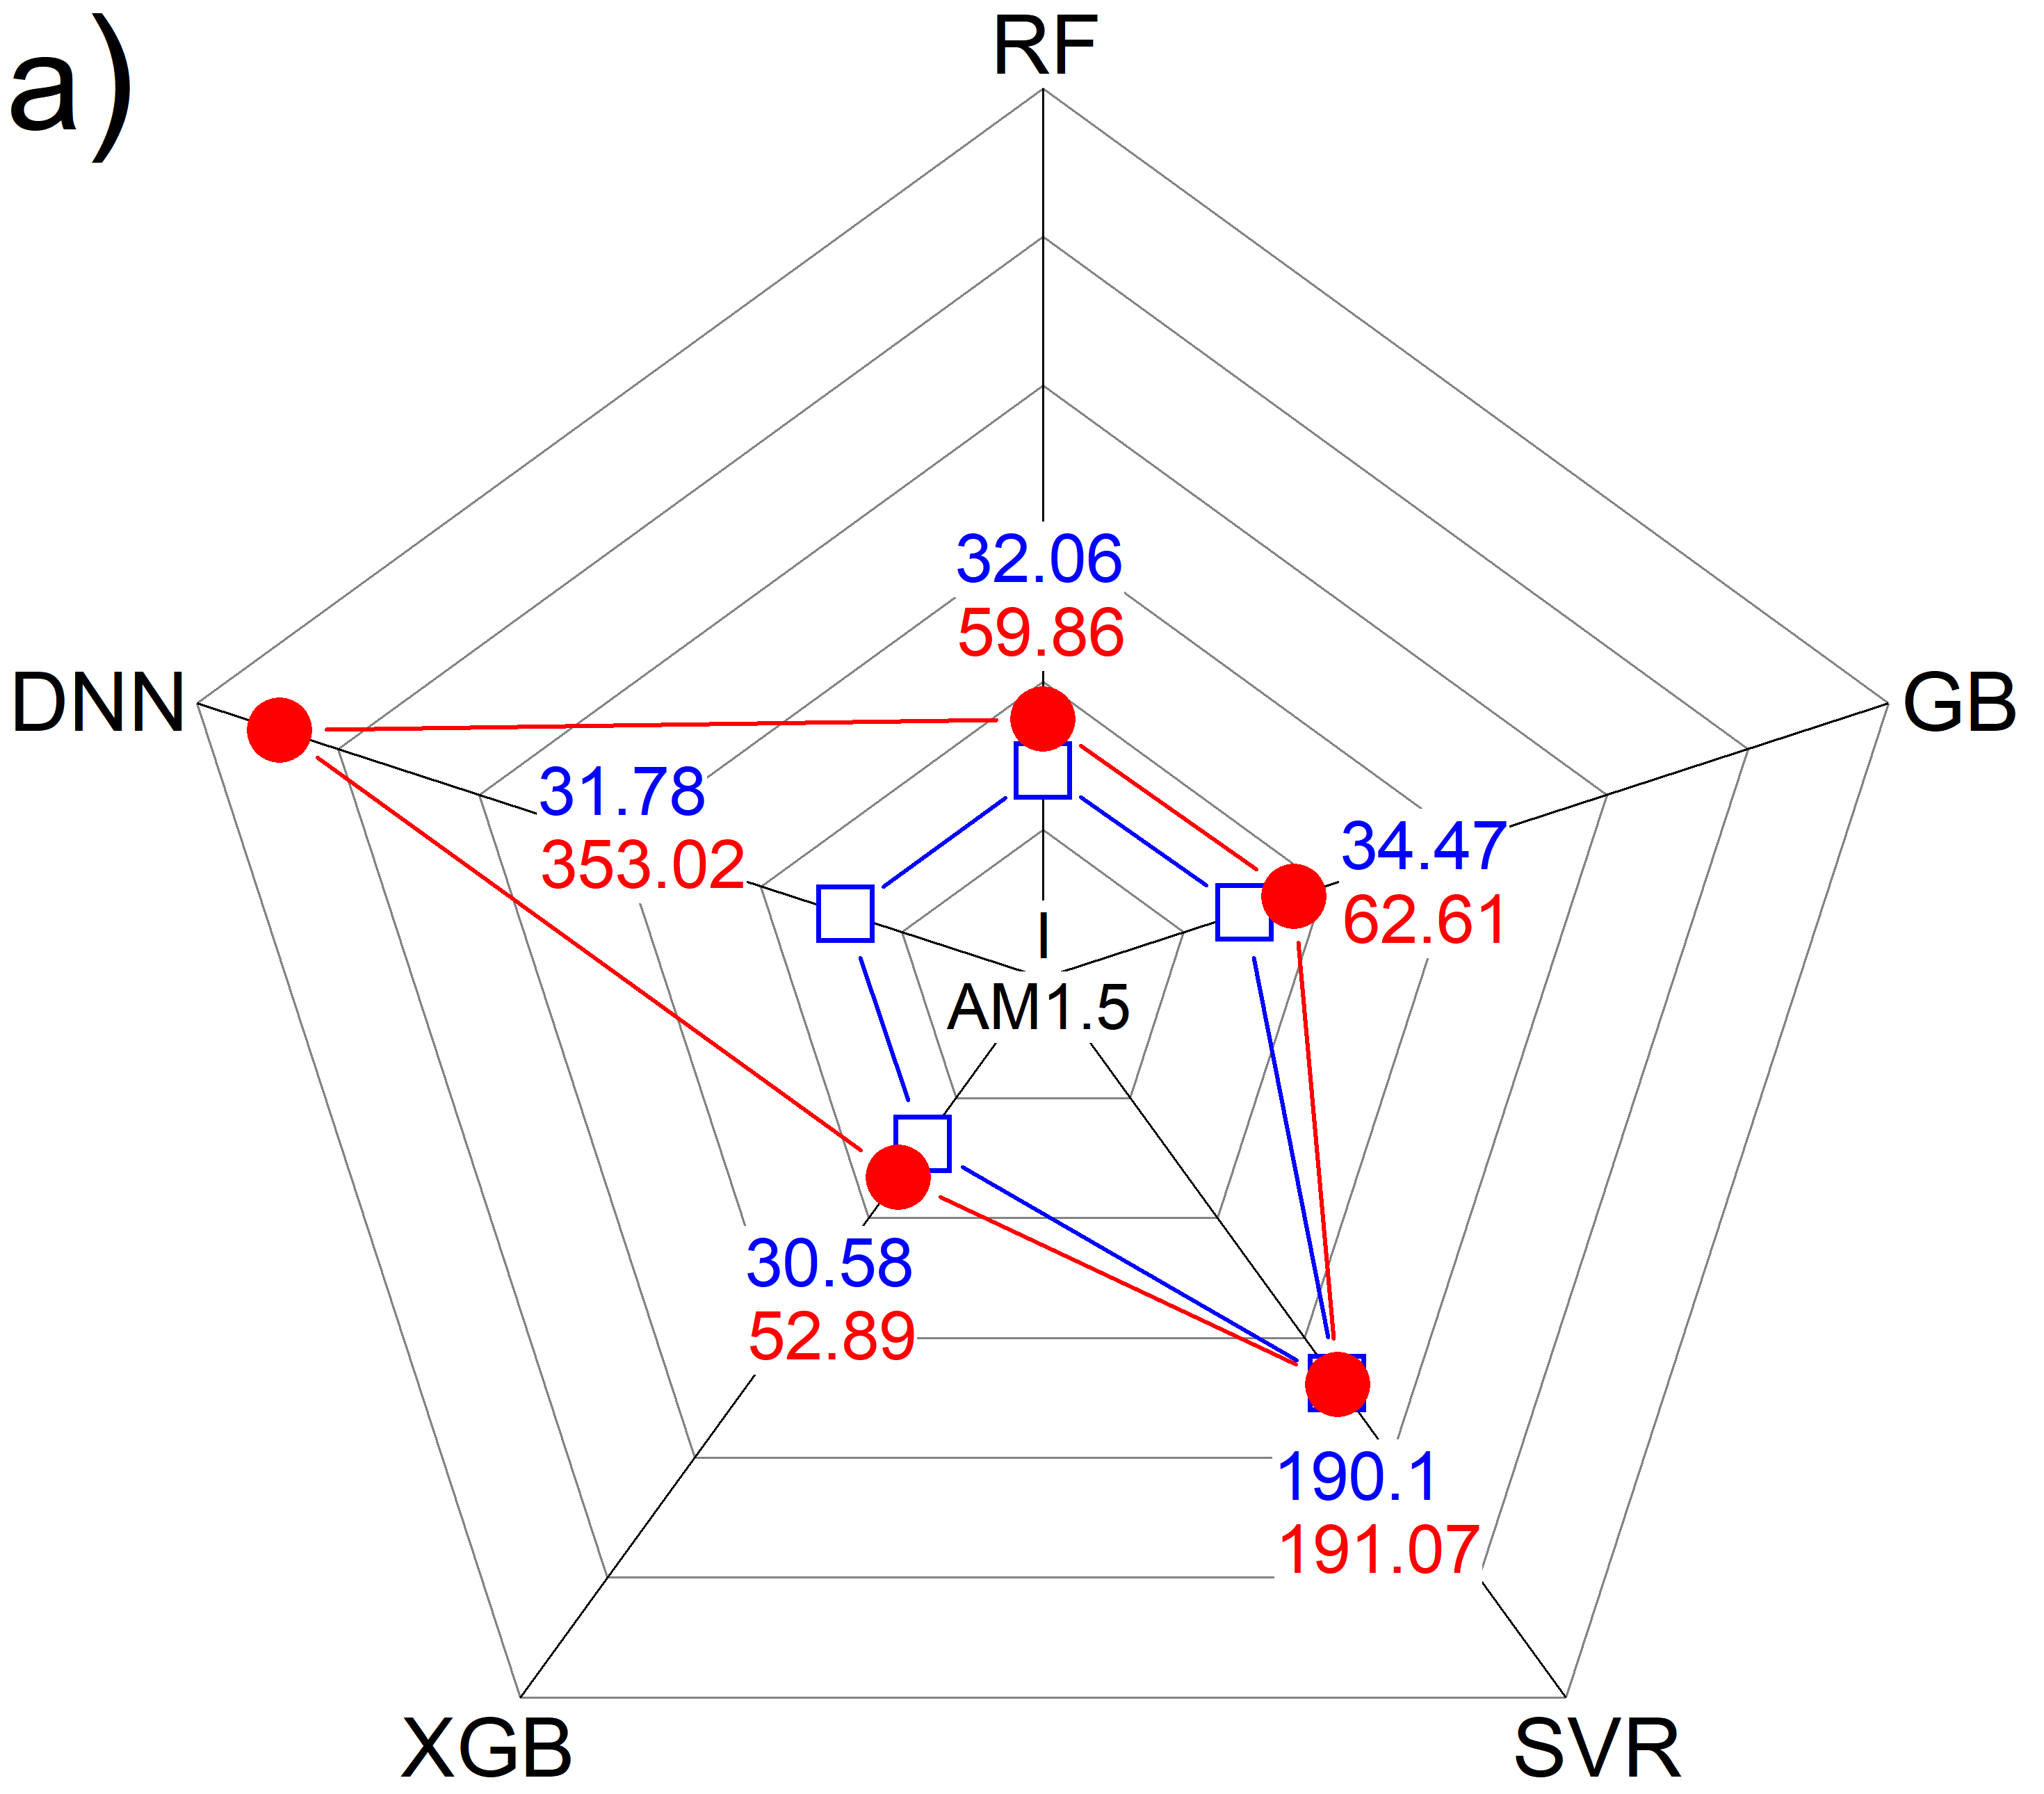 a)
RF
32.06
59.86
DNN
GB
31.78
353.02
34.47
62.61
I
AM1.5
30.58
52.89
190.1
191.07
XGB
SVR